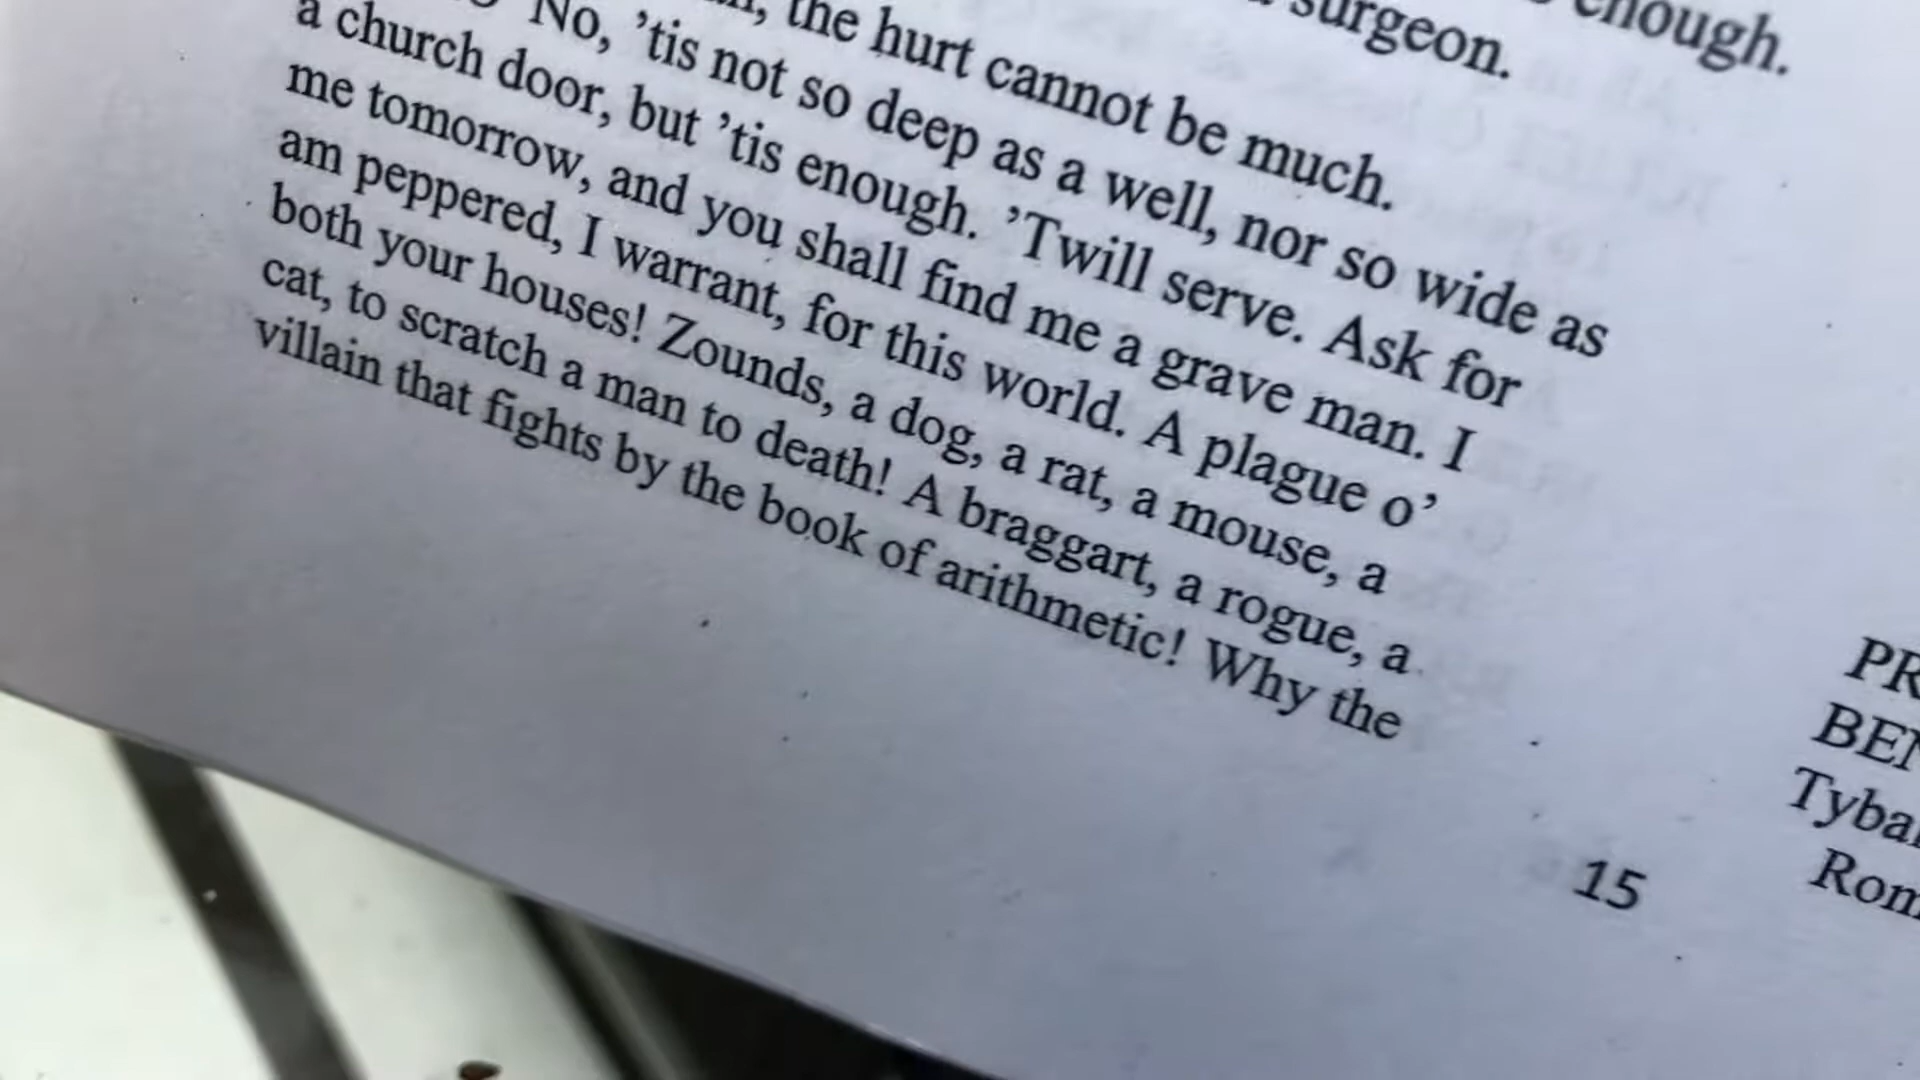 enough.
surgeon.
the hurt cannot be much.
No, ’tis not so deep as a well, nor so wide as
a church door, but ’tis enough. ’Twill serve. Ask for
me tomorrow, and you shall find me a grave man. I
am peppered, I warrant, for this world. A plague o’
both your houses! Zounds, a dog, a rat, a mouse, a
cat, to scratch a man to death! A braggart, a rogue, a
villain that fights by the book of arithmetic! Why the
15
PR
BEN
Tybal
Rom